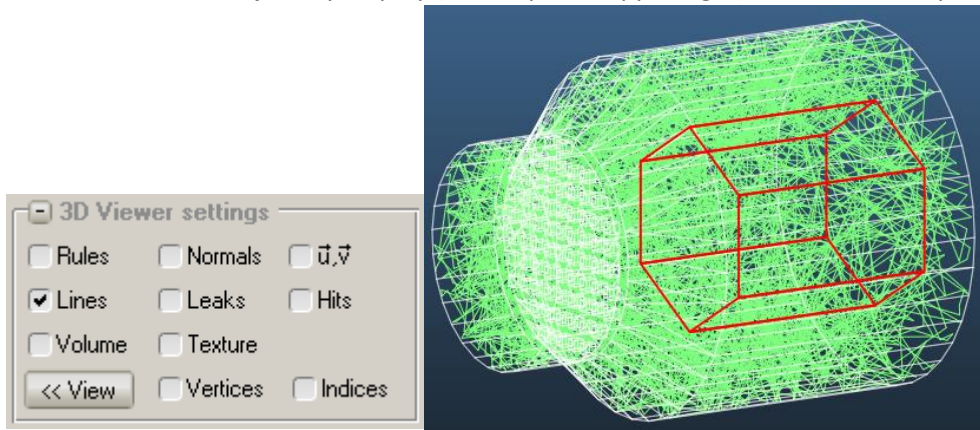 3D Viewer settings
Rules Normals u⃗,v⃗
Lines Leaks Hits
Volume Texture
<< View Vertices Indices